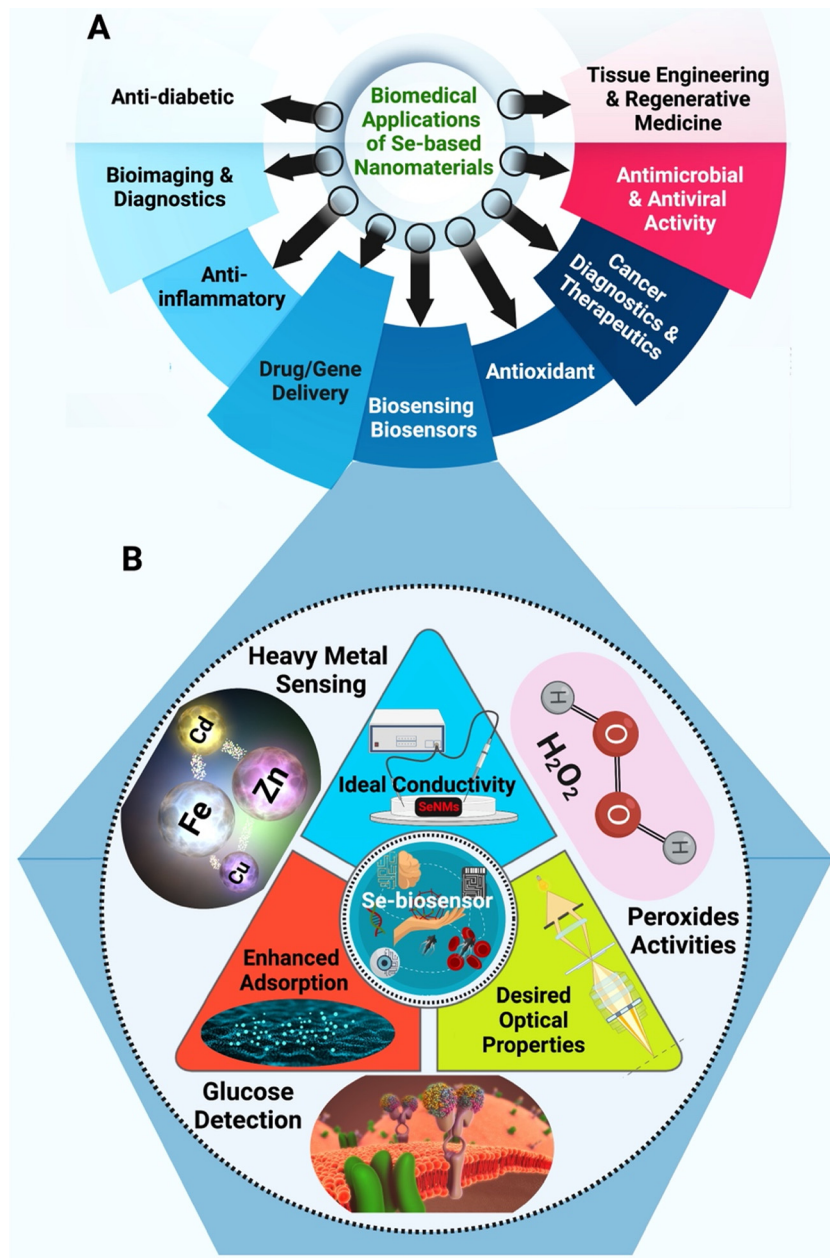 A
Biomedical
Applications
of Se-based
Nanomaterials
Anti-diabetic
Bioimaging &
Diagnostics
Anti-
inflammatory
Drug/Gene
Delivery
Biosensing
Biosensors
Antioxidant
Cancer
Diagnostics &
Therapeutics
Antimicrobial
& Antiviral
Activity
Tissue Engineering
& Regenerative
Medicine
B
Heavy Metal
Sensing
Cd
Zn
Fe
Cu
Ideal Conductivity
SeNMs
H
O
O
H
H₂O₂
Peroxides
Activities
Se-biosensor
Enhanced
Adsorption
Desired
Optical
Properties
Glucose
Detection